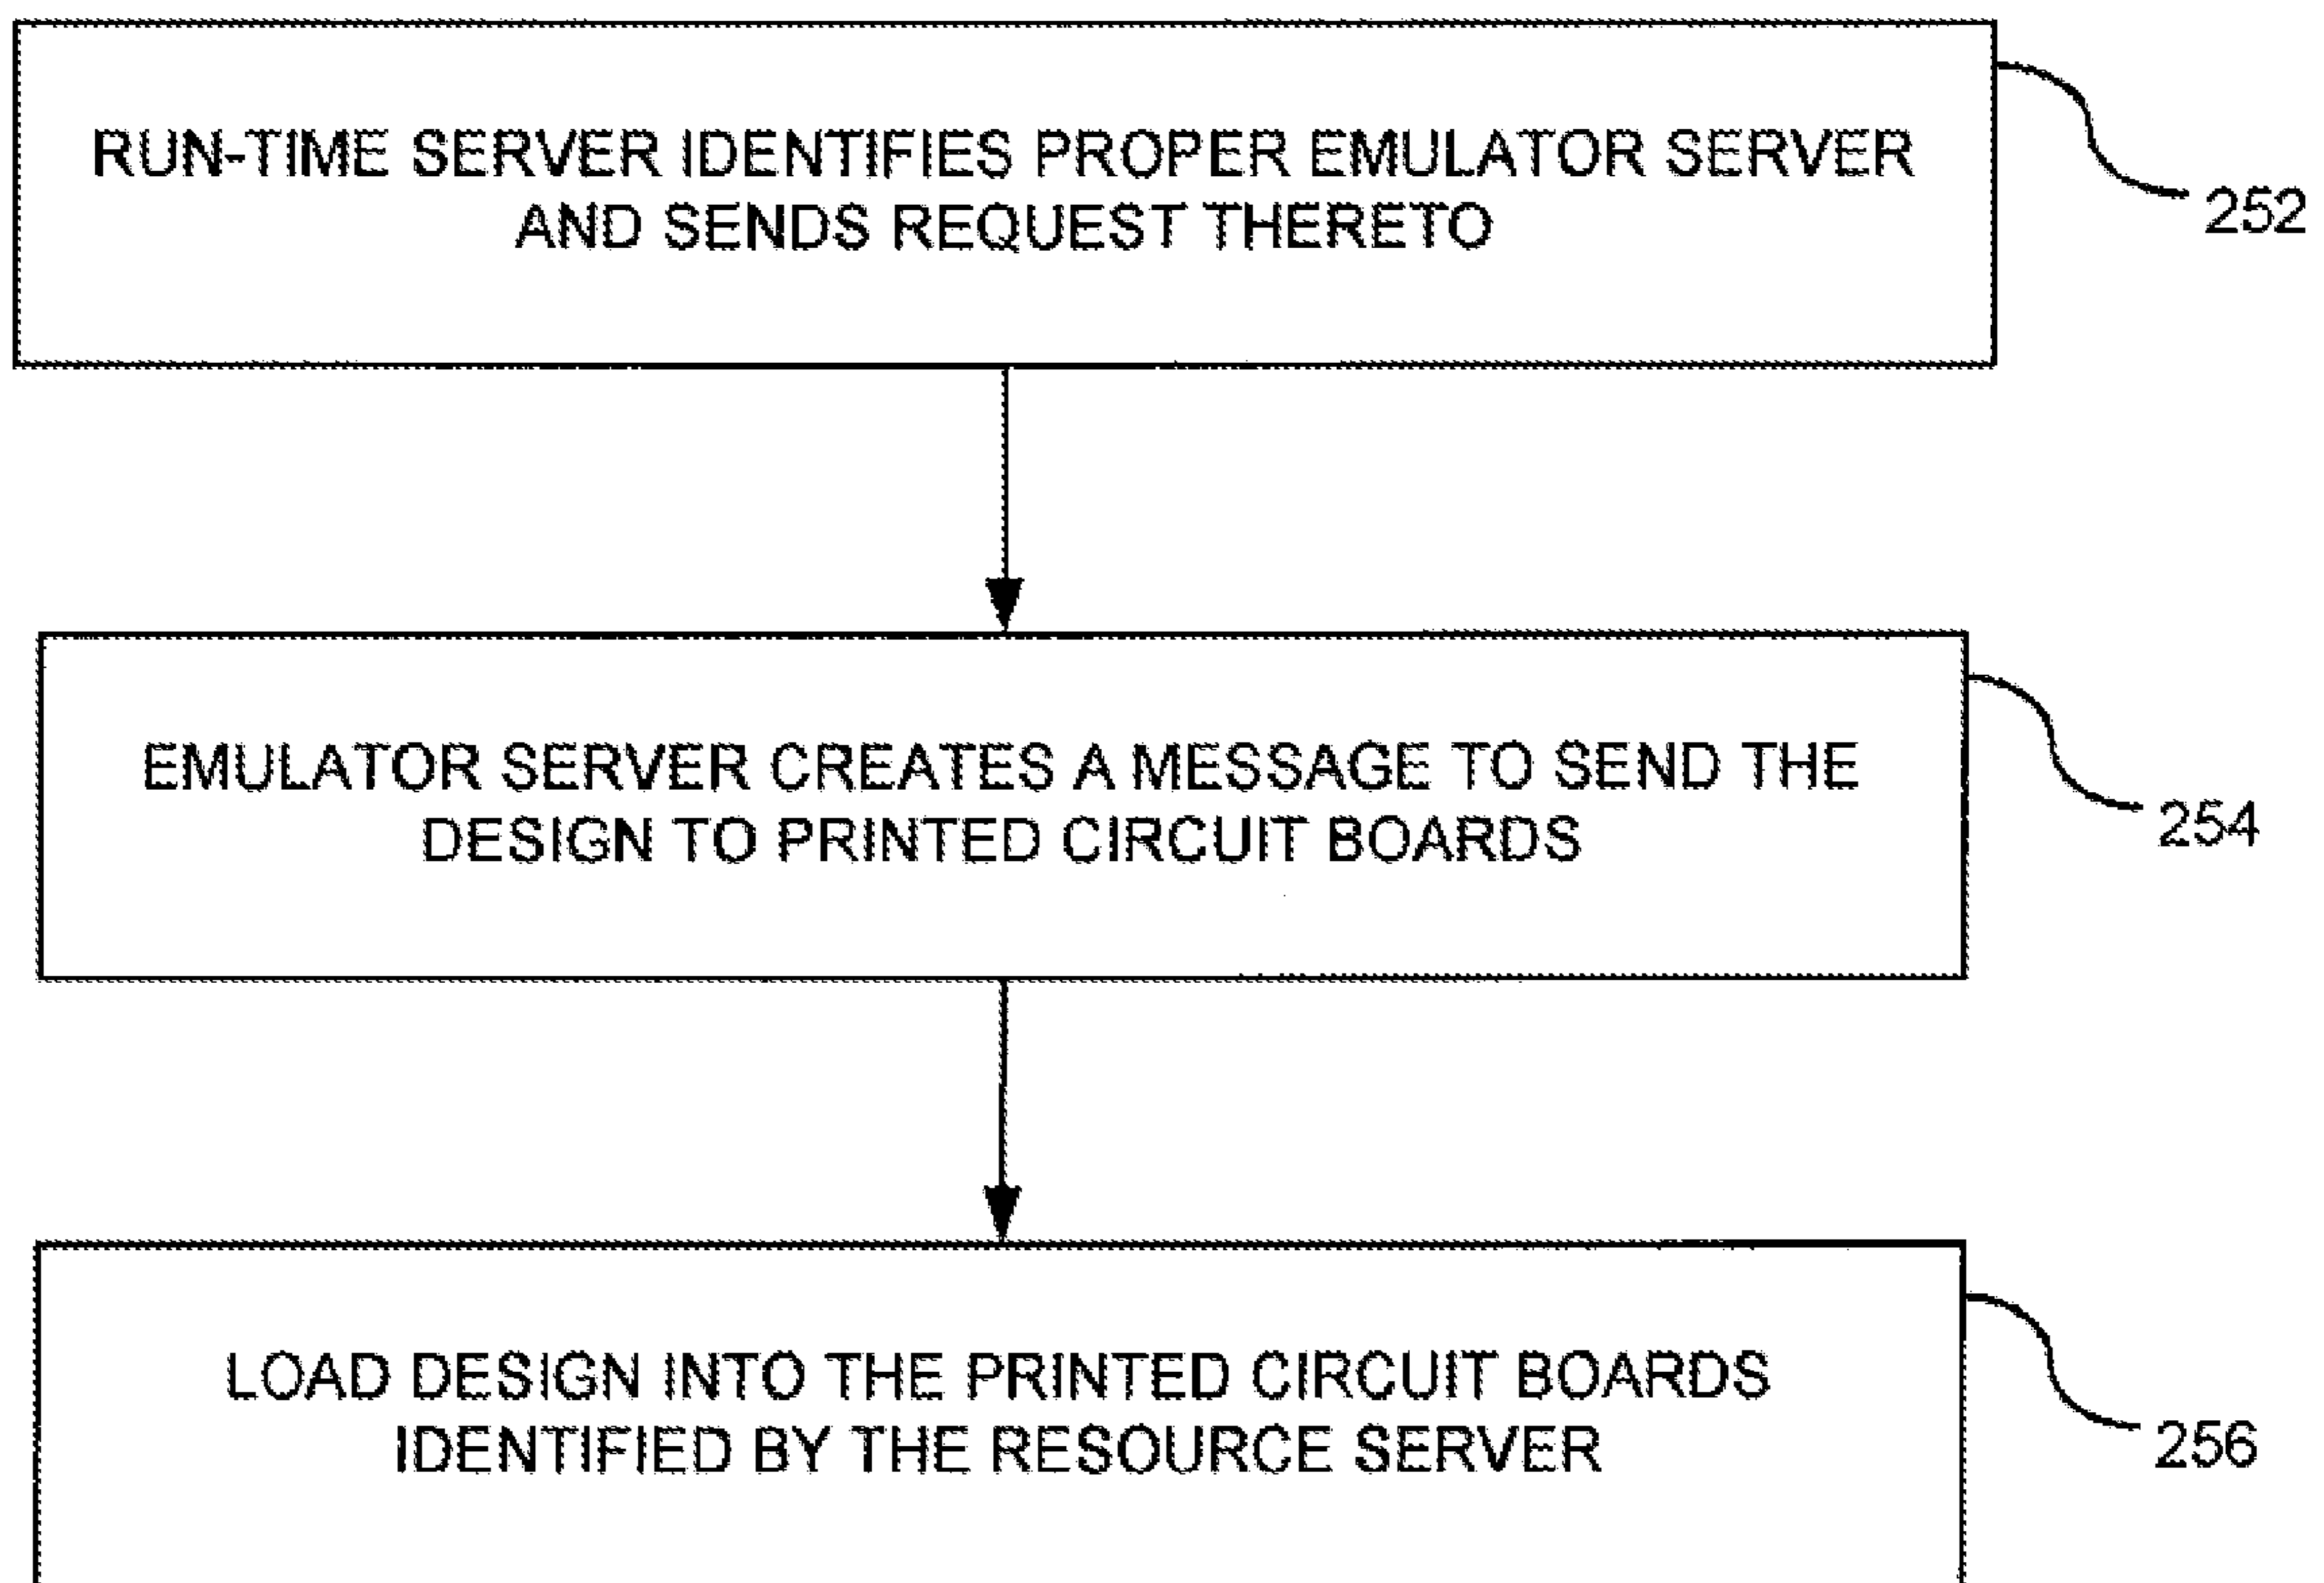 RUN-TIME SERVER IDENTIFIES PROPER EMULATOR SERVER
AND SENDS REQUEST THERETO
252
EMULATOR SERVER CREATES A MESSAGE TO SEND THE
DESIGN TO PRINTED CIRCUIT BOARDS
254
LOAD DESIGN INTO THE PRINTED CIRCUIT BOARDS
IDENTIFIED BY THE RESOURCE SERVER
256